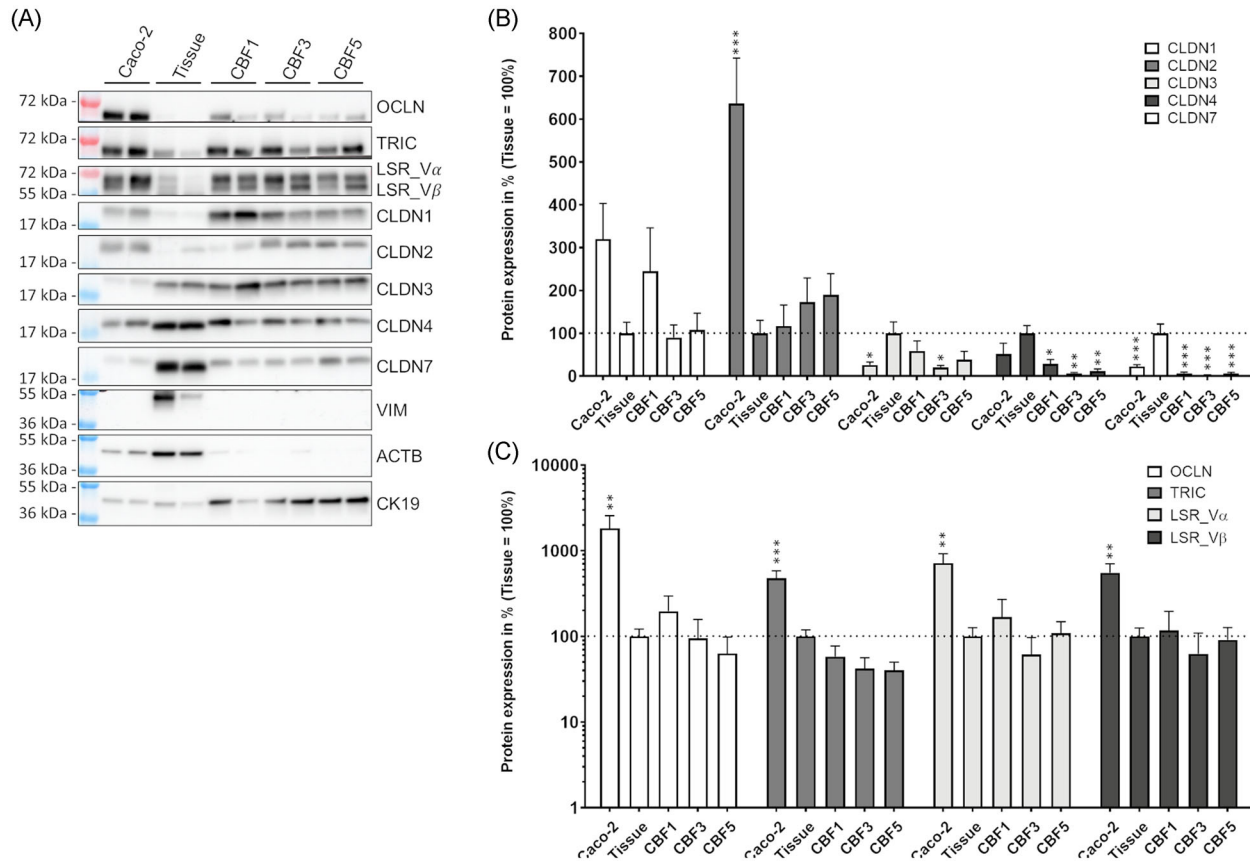 (A)
Caco-2 Tissue CBF1 CBF3 CBF5
72 kDa - OCLN
72 kDa - TRIC
72 kDa - LSR_Vα
55 kDa - LSR_Vβ
17 kDa - CLDN1
17 kDa - CLDN2
17 kDa - CLDN3
17 kDa - CLDN4
17 kDa - CLDN7
55 kDa - VIM
36 kDa -
55 kDa - ACTB
36 kDa -
55 kDa - CK19
36 kDa -
(B)
Protein expression in % (Tissue = 100%)
800
700
600
500
400
300
200
100
0
***
* * * ** ** *** *** *** ***
CLDN1
CLDN2
CLDN3
CLDN4
CLDN7
Caco-2 Tissue CBF1 CBF3 CBF5 Caco-2 Tissue CBF1 CBF3 CBF5 Caco-2 Tissue CBF1 CBF3 CBF5 Caco-2 Tissue CBF1 CBF3 CBF5 Caco-2 Tissue CBF1 CBF3 CBF5
(C)
Protein expression in % (Tissue = 100%)
10000
1000
100
10
1
** *** ** **
OCLN
TRIC
LSR_Vα
LSR_Vβ
Caco-2 Tissue CBF1 CBF3 CBF5 Caco-2 Tissue CBF1 CBF3 CBF5 Caco-2 Tissue CBF1 CBF3 CBF5 Caco-2 Tissue CBF1 CBF3 CBF5